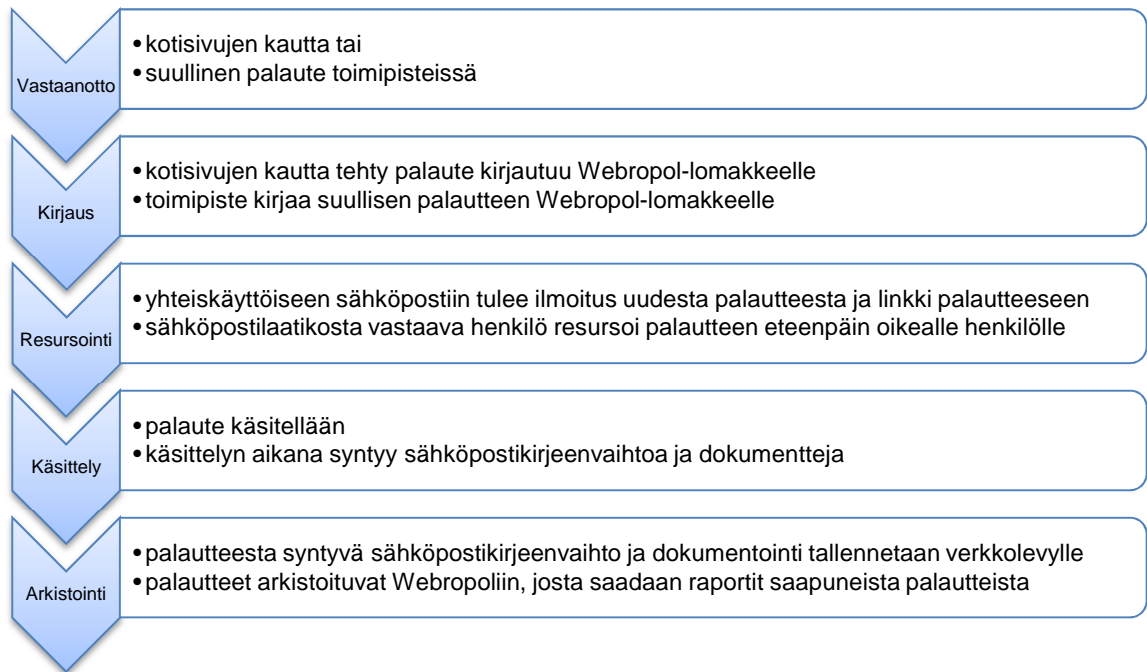 Vastaanotto
•kotisivujen kautta tai
•suullinen palaute toimipisteissä
Kirjaus
•kotisivujen kautta tehty palaute kirjautuu Webropol-lomakkeelle
•toimipiste kirjaa suullisen palautteen Webropol-lomakkeelle
Resursointi
•yhteiskäyttöiseen sähköpostiin tulee ilmoitus uudesta palautteesta ja linkki palautteeseen
•sähköpostilaatikosta vastaava henkilö resursoi palautteen eteenpäin oikealle henkilölle
Käsittely
•palaute käsitellään
•käsittelyn aikana syntyy sähköpostikirjeenvaihtoa ja dokumentteja
Arkistointi
•palautteesta syntyvä sähköpostikirjeenvaihto ja dokumentointi tallennetaan verkkolevylle
•palautteet arkistoituvat Webropoliin, josta saadaan raportit saapuneista palautteista